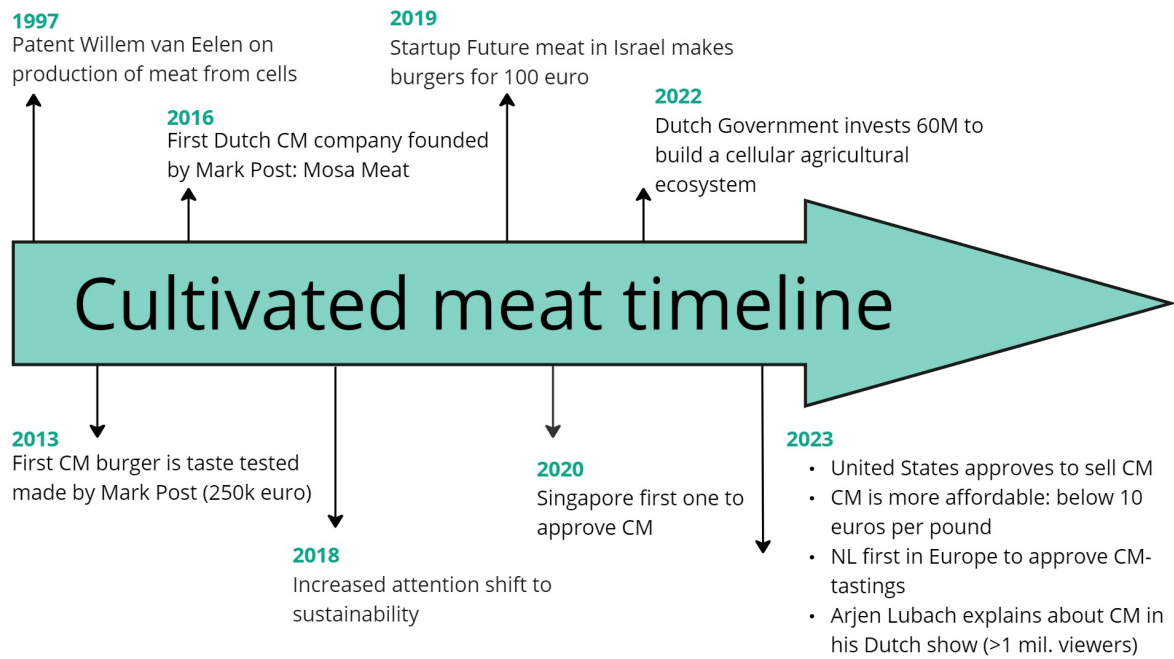 1997
Patent Willem van Eelen on
production of meat from cells
2019
Startup Future meat in Israel makes
burgers for 100 euro
2016
First Dutch CM company founded
by Mark Post: Mosa Meat
2022
Dutch Government invests 60M to
build a cellular agricultural
ecosystem
Cultivated meat timeline
2013
First CM burger is taste tested
made by Mark Post (250k euro)
2018
Increased attention shift to
sustainability
2020
Singapore first one to
approve CM
2023
• United States approves to sell CM
• CM is more affordable: below 10
euros per pound
• NL first in Europe to approve CM-
tastings
• Arjen Lubach explains about CM in
his Dutch show (>1 mil. viewers)